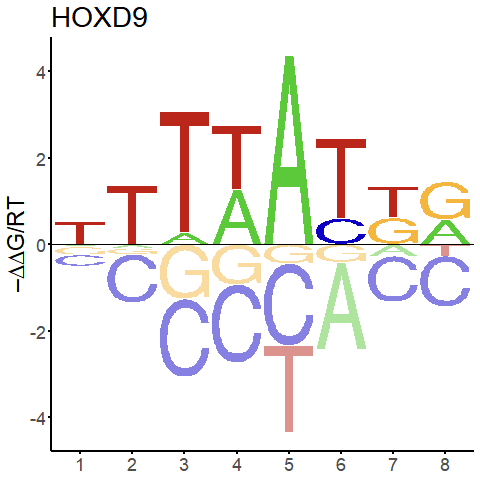 HOXD9
4
2
0
-2
-4
−ΔΔG/RT
T T T T A T T G
A A C G A
G G G G G G A T
C C C C C A C C
T
1 2 3 4 5 6 7 8